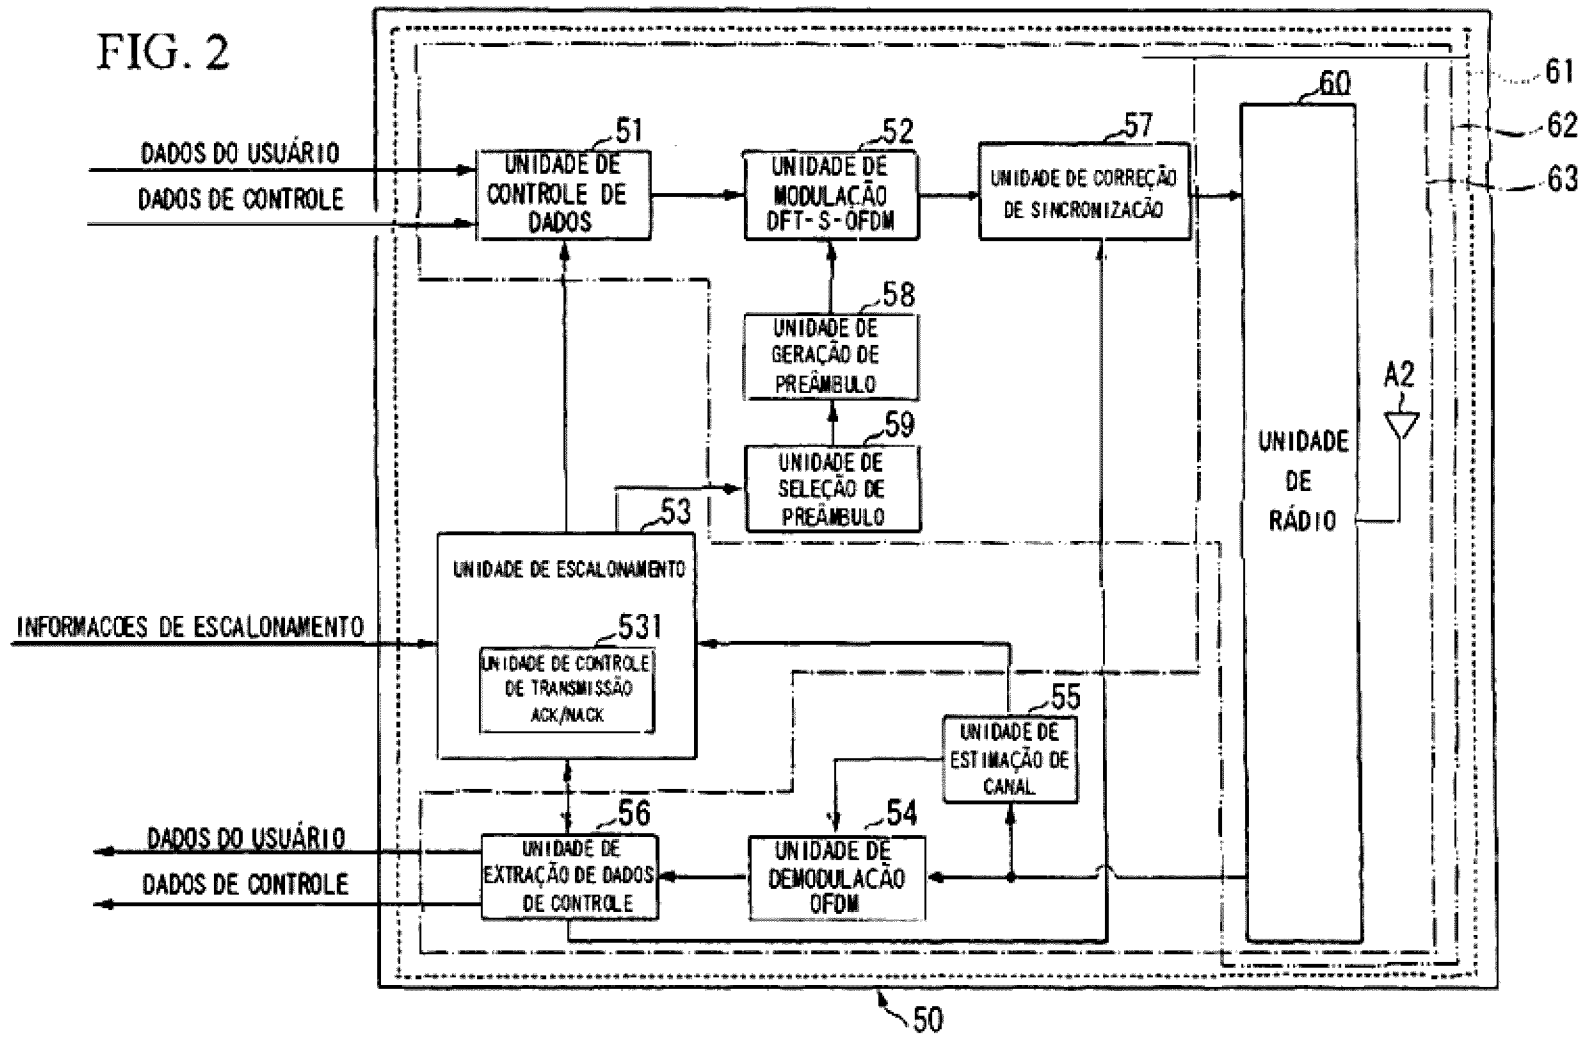 FIG. 2
61
60
62
51
52
57
63
DADOS DO USUÁRIO
DADOS DE CONTROLE
UNIDADE DE
CONTROLE DE
DADOS
UNIDADE DE
MODULAÇÃO
DFT-S-OFDM
UNIDADE DE CORREÇÃO
DE SINCRONIZAÇÃO
58
UNIDADE DE
GERAÇÃO DE
PREÂMBULO
A2
59
UNIDADE DE
SELEÇÃO DE
PREÂMBULO
UNIDADE
DE
RÁDIO
53
UNIDADE DE ESCALONAMENTO
INFORMACOES DE ESCALONAMENTO
531
UNIDADE DE CONTROLE
DE TRANSMISSÃO
ACK/NACK
55
UNIDADE DE
ESTIMAÇÃO DE
CANAL
56
54
DADOS DO USUÁRIO
DADOS DE CONTROLE
UNIDADE DE
EXTRAÇÃO DE DADOS
DE CONTROLE
UNIDADE DE
DEMODULAÇÃO
OFDM
50